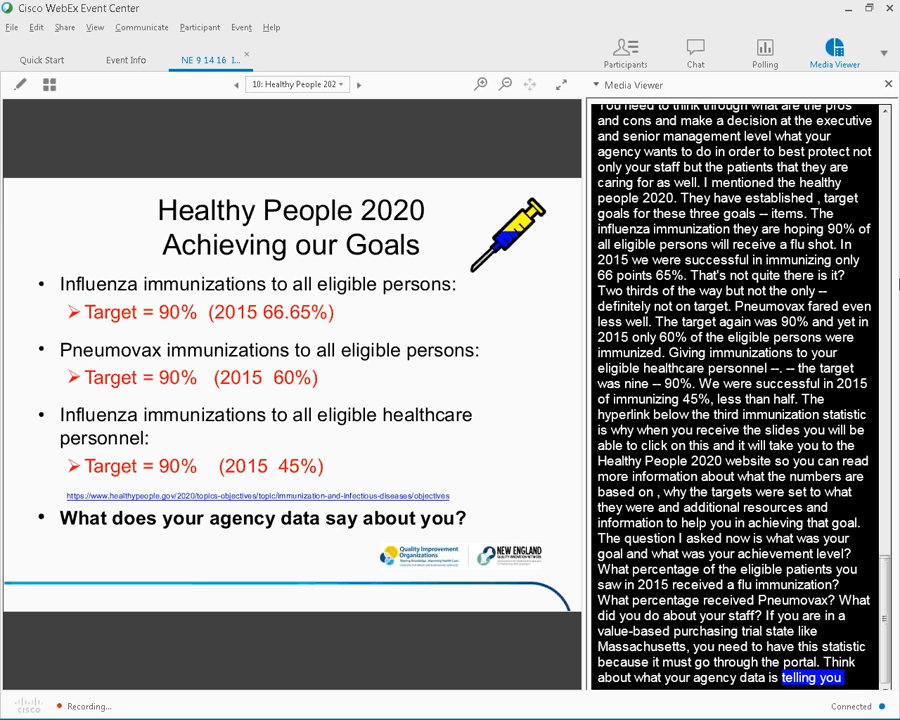 Cisco WebEx Event Center
File Edit Share View Communicate Participant Event Help
Quick Start Event Info NE 9 14 16 I...
Participants Chat Polling Media Viewer
10: Healthy People 202
Media Viewer
Healthy People 2020
Achieving our Goals
• Influenza immunizations to all eligible persons:
Target = 90% (2015 66.65%)
• Pneumovax immunizations to all eligible persons:
Target = 90% (2015 60%)
• Influenza immunizations to all eligible healthcare
personnel:
Target = 90% (2015 45%)
https://www.healthypeople.gov/2020/topics-objectives/topic/immunization-and-infectious-diseases/objectives
• What does your agency data say about you?
Quality Improvement
Organizations
NEW ENGLAND
You need to think through what are the pros
and cons and make a decision at the executive
and senior management level what your
agency wants to do in order to best protect not
only your staff but the patients that they are
caring for as well. I mentioned the healthy
people 2020. They have established , target
goals for these three goals -- items. The
influenza immunization they are hoping 90% of
all eligible persons will receive a flu shot. In
2015 we were successful in immunizing only
66 points 65%. That's not quite there is it?
Two thirds of the way but not the only --
definitely not on target. Pneumovax fared even
less well. The target again was 90% and yet in
2015 only 60% of the eligible persons were
immunized. Giving immunizations to your
eligible healthcare personnel --. -- the target
was nine -- 90%. We were successful in 2015
of immunizing 45%, less than half. The
hyperlink below the third immunization statistic
is why when you receive the slides you will be
able to click on this and it will take you to the
Healthy People 2020 website so you can read
more information about what the numbers are
based on , why the targets were set to what
they were and additional resources and
information to help you in achieving that goal.
The question I asked now is what was your
goal and what was your achievement level?
What percentage of the eligible patients you
saw in 2015 received a flu immunization?
What percentage received Pneumovax? What
did you do about your staff? If you are in a
value-based purchasing trial state like
Massachusetts, you need to have this statistic
because it must go through the portal. Think
about what your agency data is telling you
cisco Recording... Connected